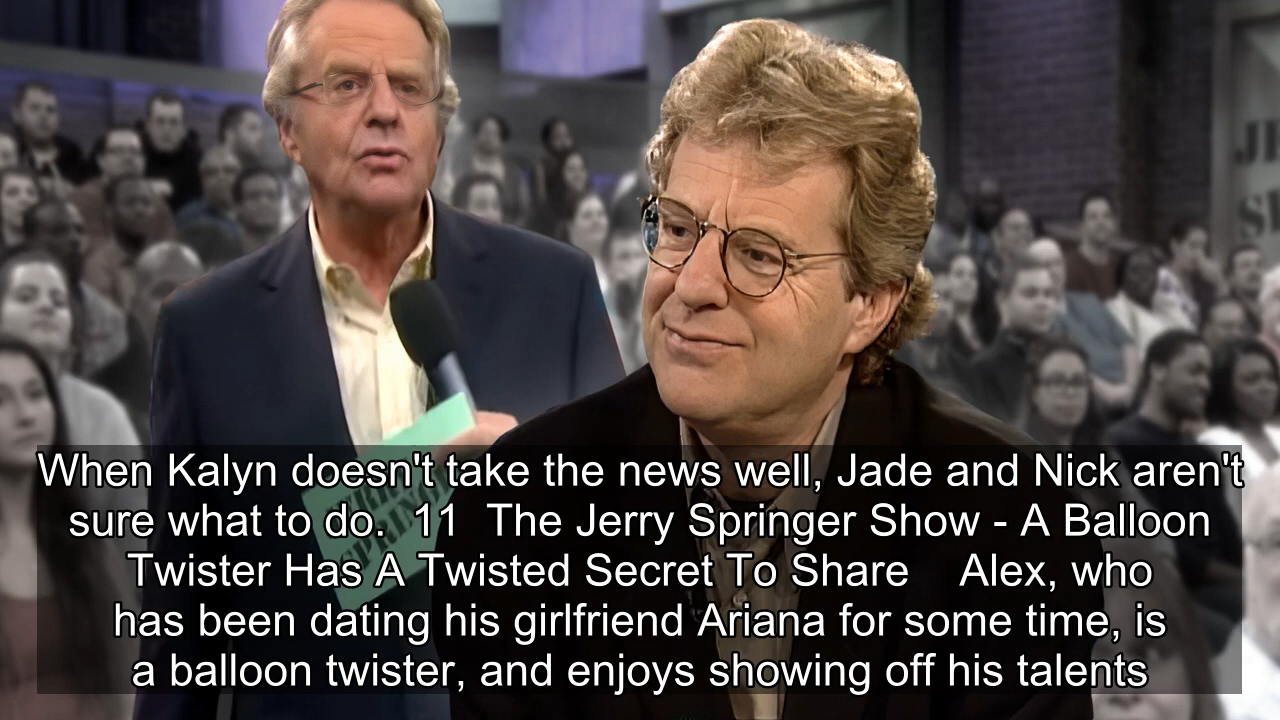 JE
SP
When Kalyn doesn't take the news well, Jade and Nick aren't
sure what to do.  11  The Jerry Springer Show - A Balloon
Twister Has A Twisted Secret To Share     Alex, who
has been dating his girlfriend Ariana for some time, is
a balloon twister, and enjoys showing off his talents